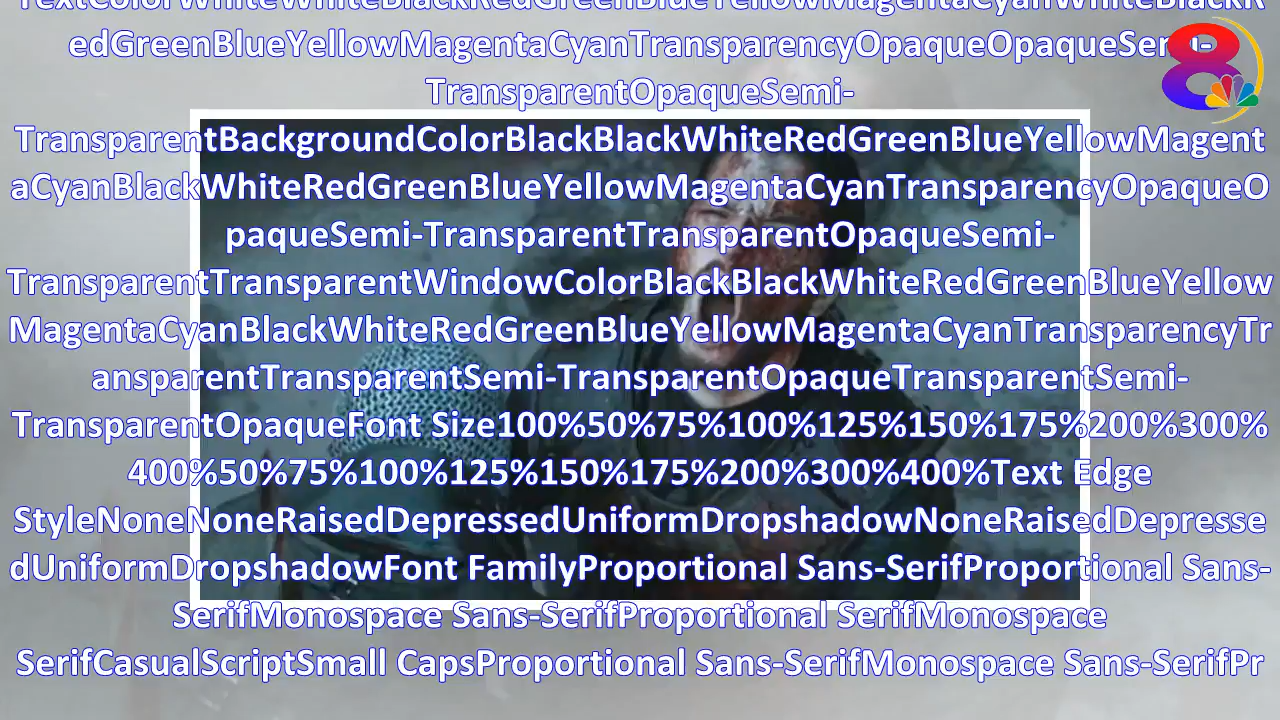 TextColorWhiteWhiteBlackRedGreenBlueYellowMagentaCyanWhiteBlackR
edGreenBlueYellowMagentaCyanTransparencyOpaqueOpaqueSemi-
TransparentOpaqueSemi-
TransparentBackgroundColorBlackBlackWhiteRedGreenBlueYellowMagent
aCyanBlackWhiteRedGreenBlueYellowMagentaCyanTransparencyOpaqueO
paqueSemi-TransparentTransparentOpaqueSemi-
TransparentTransparentWindowColorBlackBlackWhiteRedGreenBlueYellow
MagentaCyanBlackWhiteRedGreenBlueYellowMagentaCyanTransparencyTr
ansparentTransparentSemi-TransparentOpaqueTransparentSemi-
TransparentOpaqueFont Size100%50%75%100%125%150%175%200%300%
400%50%75%100%125%150%175%200%300%400%Text Edge
StyleNoneNoneRaisedDepressedUniformDropshadowNoneRaisedDepresse
dUniformDropshadowFont FamilyProportional Sans-SerifProportional Sans-
SerifMonospace Sans-SerifProportional SerifMonospace
SerifCasualScriptSmall CapsProportional Sans-SerifMonospace Sans-SerifPr
8